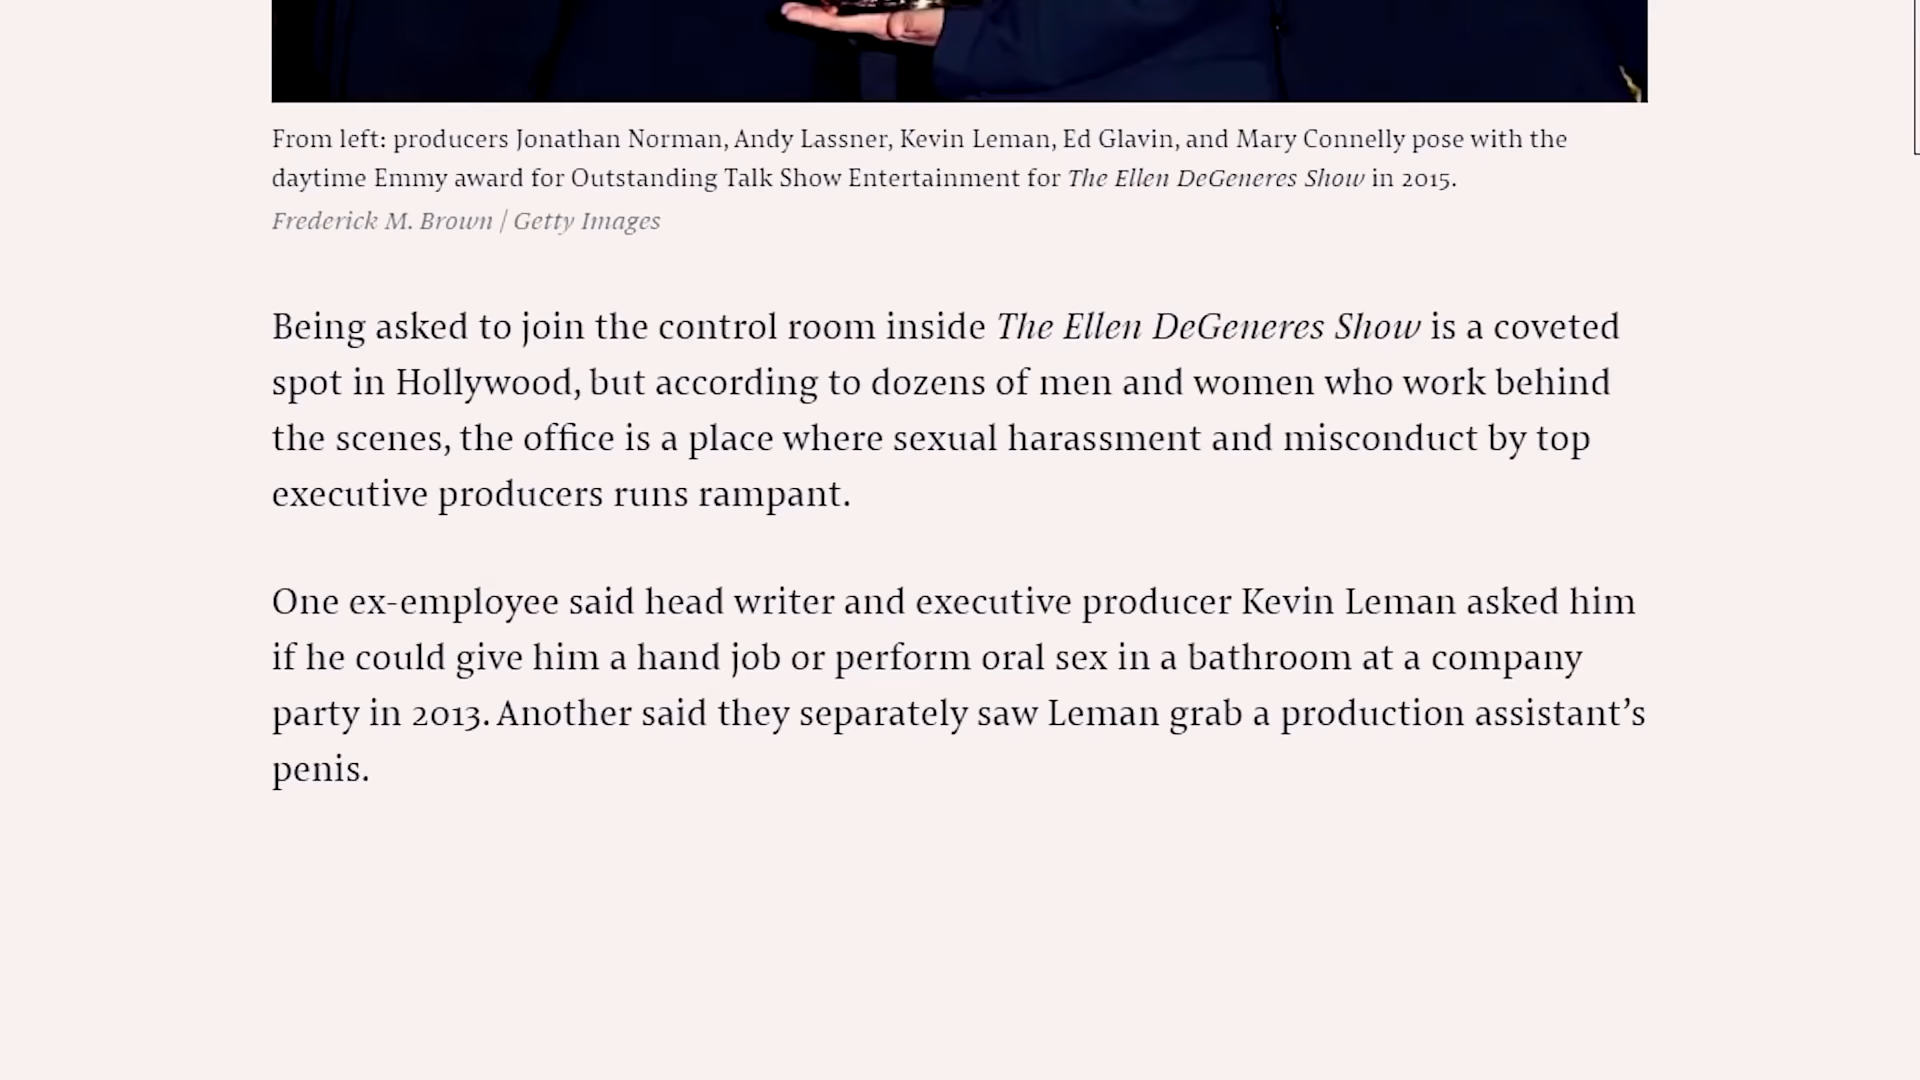 From left: producers Jonathan Norman, Andy Lassner, Kevin Leman, Ed Glavin, and Mary Connelly pose with the
daytime Emmy award for Outstanding Talk Show Entertainment for The Ellen DeGeneres Show in 2015.
Frederick M. Brown / Getty Images
Being asked to join the control room inside The Ellen DeGeneres Show is a coveted
spot in Hollywood, but according to dozens of men and women who work behind
the scenes, the office is a place where sexual harassment and misconduct by top
executive producers runs rampant.
One ex-employee said head writer and executive producer Kevin Leman asked him
if he could give him a hand job or perform oral sex in a bathroom at a company
party in 2013. Another said they separately saw Leman grab a production assistant’s
penis.